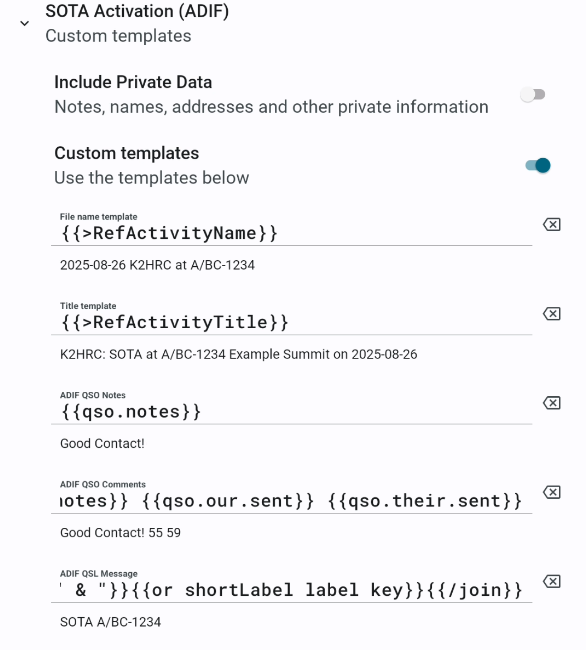 SOTA Activation (ADIF)
Custom templates
Include Private Data
Notes, names, addresses and other private information
Custom templates
Use the templates below
File name template
{{>RefActivityName}}
2025-08-26 K2HRC at A/BC-1234
Title template
{{>RefActivityTitle}}
K2HRC: SOTA at A/BC-1234 Example Summit on 2025-08-26
ADIF QSO Notes
{{qso.notes}}
Good Contact!
ADIF QSO Comments
notes}} {{qso.our.sent}} {{qso.their.sent}}
Good Contact! 55 59
ADIF QSL Message
" & "}}{{or shortLabel label key}}{{/join}}
SOTA A/BC-1234